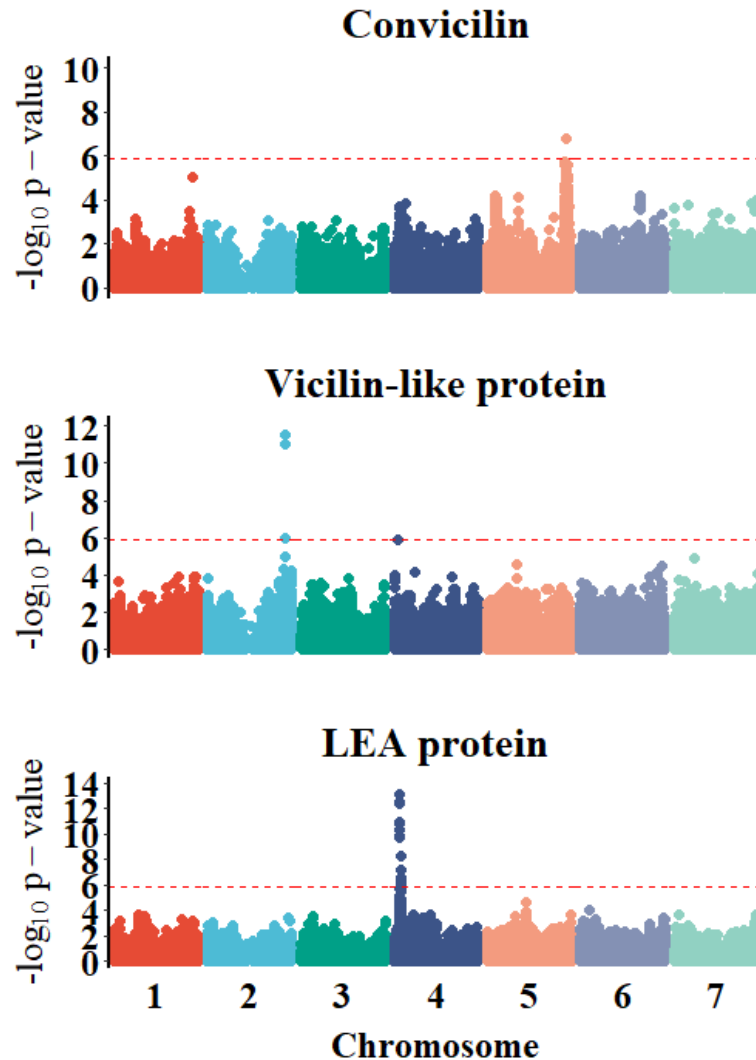 Convicilin
-log₁₀ p − value
10
8
6
4
2
0
Vicilin-like protein
-log₁₀ p − value
12
10
8
6
4
2
0
LEA protein
-log₁₀ p − value
14
12
10
8
6
4
2
0
1 2 3 4 5 6 7
Chromosome